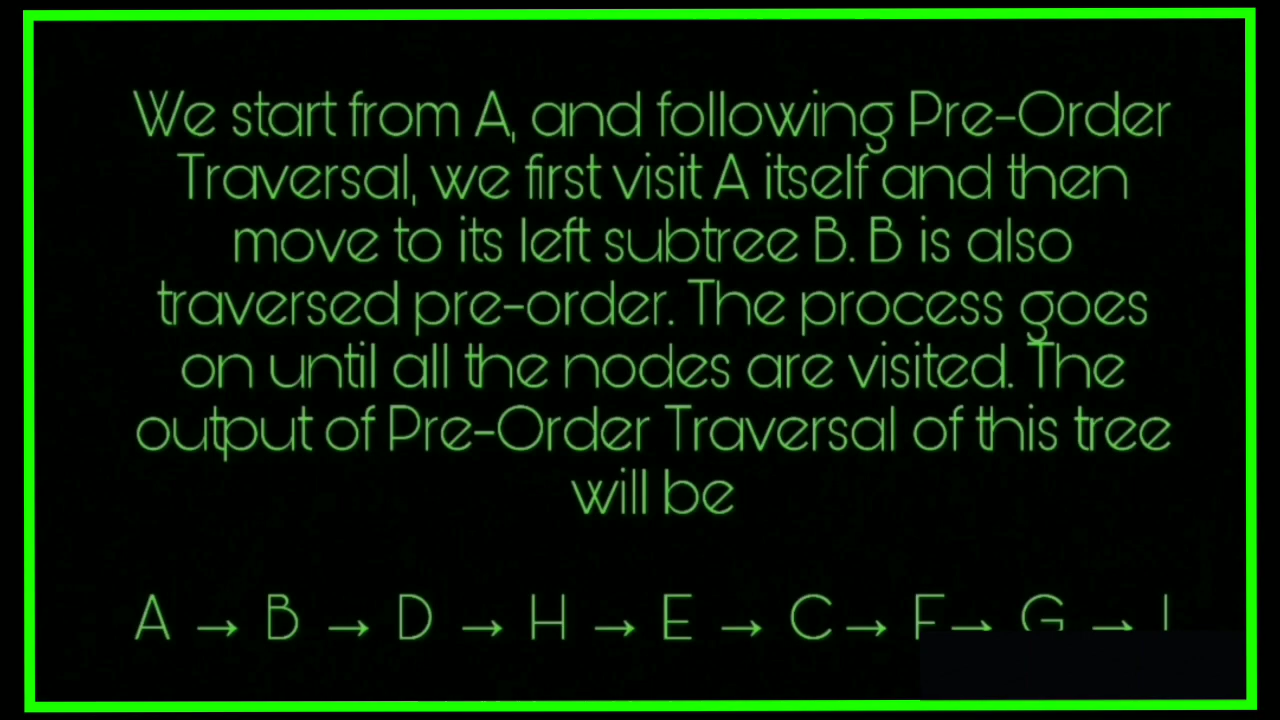 We start from A, and following Pre-Order
Traversal, we first visit A itself and then
move to its left subtree B. B is also
traversed pre-order. The process goes
on until all the nodes are visited. The
output of Pre-Order Traversal of this tree
will be
A → B → D → H → E → C → F → G → I